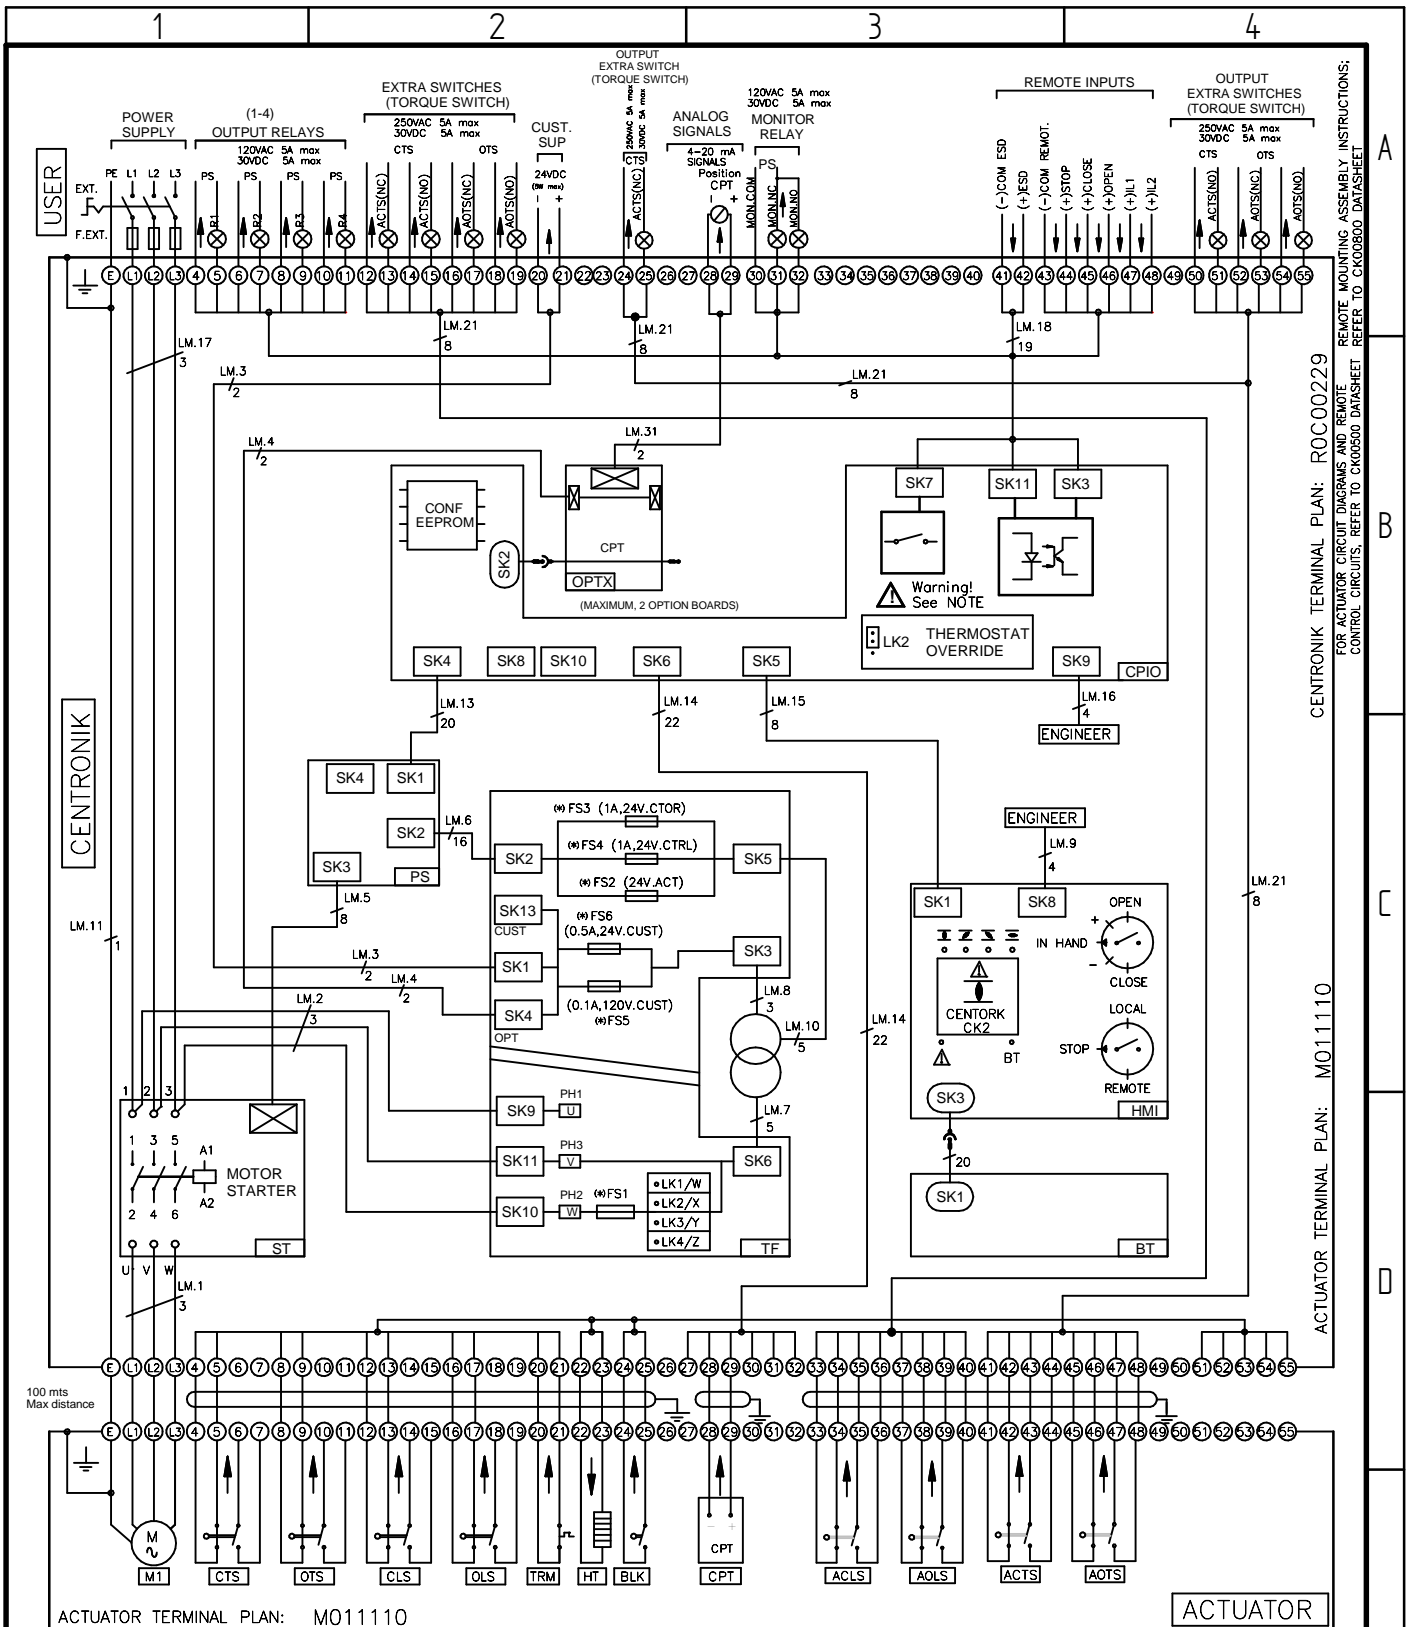 1 2 3 4
A
B
C
D
USER
POWER
SUPPLY
PE L1 L2 L3
EXT.
F.EXT.
(1-4)
OUTPUT RELAYS
120VAC 5A max
30VDC 5A max
PS PS PS PS
R1 R2 R3 R4
EXTRA SWITCHES
(TORQUE SWITCH)
250VAC 5A max
30VDC 5A max
CTS OTS
ACTS(NC) ACTS(NO) AOTS(NC) AOTS(NO)
CUST.
SUP
24VDC
(5W max)
- +
OUTPUT
EXTRA SWITCH
(TORQUE SWITCH)
250VAC 5A max
30VDC 5A max
CTS
ACTS(NC)
ANALOG
SIGNALS
4-20 mA
SIGNALS
Position
CPT
- +
120VAC 5A max
30VDC 5A max
MONITOR
RELAY
PS
MON.COM
MON.NC
MON.NO
REMOTE INPUTS
(-)COM ESD
(+)ESD
(-)COM REMOT.
(+)STOP
(+)CLOSE
(+)OPEN
(+)IL1
(+)IL2
OUTPUT
EXTRA SWITCHES
(TORQUE SWITCH)
250VAC 5A max
30VDC 5A max
CTS OTS
ACTS(NO) AOTS(NC) AOTS(NO)
E L1 L2 L3 4 5 6 7 8 9 10 11 12 13 14 15 16 17 18 19 20 21 22 23 24 25 26 27 28 29 30 31 32 33 34 35 36 37 38 39 40 41 42 43 44 45 46 47 48 49 50 51 52 53 54 55
LM.17
3
LM.3
2
LM.21
8
LM.21
8
LM.18
19
LM.21
8
LM.4
2
LM.31
2
CONF
EEPROM
SK2
CPT
OPTX
(MAXIMUM, 2 OPTION BOARDS)
SK7 SK11 SK3
Warning!
See NOTE
LK2
THERMOSTAT
OVERRIDE
SK4 SK8 SK10 SK6 SK5 SK9
CPIO
LM.13
20
LM.14
22
LM.15
8
LM.16
4
ENGINEER
CENTRONIK
SK4 SK1
SK2
SK3
PS
LM.6
16
LM.5
8
(*) FS3 (1A,24V.CTOR)
(*)FS4 (1A,24V.CTRL)
(*) FS2 (24V.ACT)
SK2 SK5
SK13
CUST
(*) FS6
(0.5A,24V.CUST)
SK1 SK3
(0.1A,120V.CUST)
(*)FS5
SK4
OPT
LM.3
2
LM.4
2
LM.2
3
LM.8
3
LM.10
5
LM.7
5
SK9 PH1 U
SK11 PH3 V SK6
SK10 PH2 W (*)FS1
LK1/W
LK2/X
LK3/Y
LK4/Z
TF
LM.14
22
ENGINEER
LM.9
4
SK1 SK8
OPEN
+
IN HAND
-
CLOSE
CENTORK
CK2
BT
LOCAL
STOP
REMOTE
SK3
HMI
20
SK1
BT
LM.21
8
LM.11
1
1 2 3
1 3 5
A1
A2
2 4 6
MOTOR
STARTER
ST
U V W
LM.1
3
E L1 L2 L3 4 5 6 7 8 9 10 11 12 13 14 15 16 17 18 19 20 21 22 23 24 25 26 27 28 29 30 31 32 33 34 35 36 37 38 39 40 41 42 43 44 45 46 47 48 49 50 51 52 53 54 55
100 mts
Max distance
E L1 L2 L3 4 5 6 7 8 9 10 11 12 13 14 15 16 17 18 19 20 21 22 23 24 25 26 27 28 29 30 31 32 33 34 35 36 37 38 39 40 41 42 43 44 45 46 47 48 49 50 51 52 53 54 55
M
CPT
- +
M1 CTS OTS CLS OLS TRM HT BLK CPT ACLS AOLS ACTS AOTS
ACTUATOR TERMINAL PLAN: M011110
ACTUATOR
ACTUATOR TERMINAL PLAN: M011110
CENTRONIK TERMINAL PLAN: R0C00229
FOR ACTUATOR CIRCUIT DIAGRAMS AND REMOTE
CONTROL CIRCUITS, REFER TO CK00500 DATASHEET
REMOTE MOUNTING ASSEMBLY INSTRUCTIONS;
REFER TO CK00800 DATASHEET